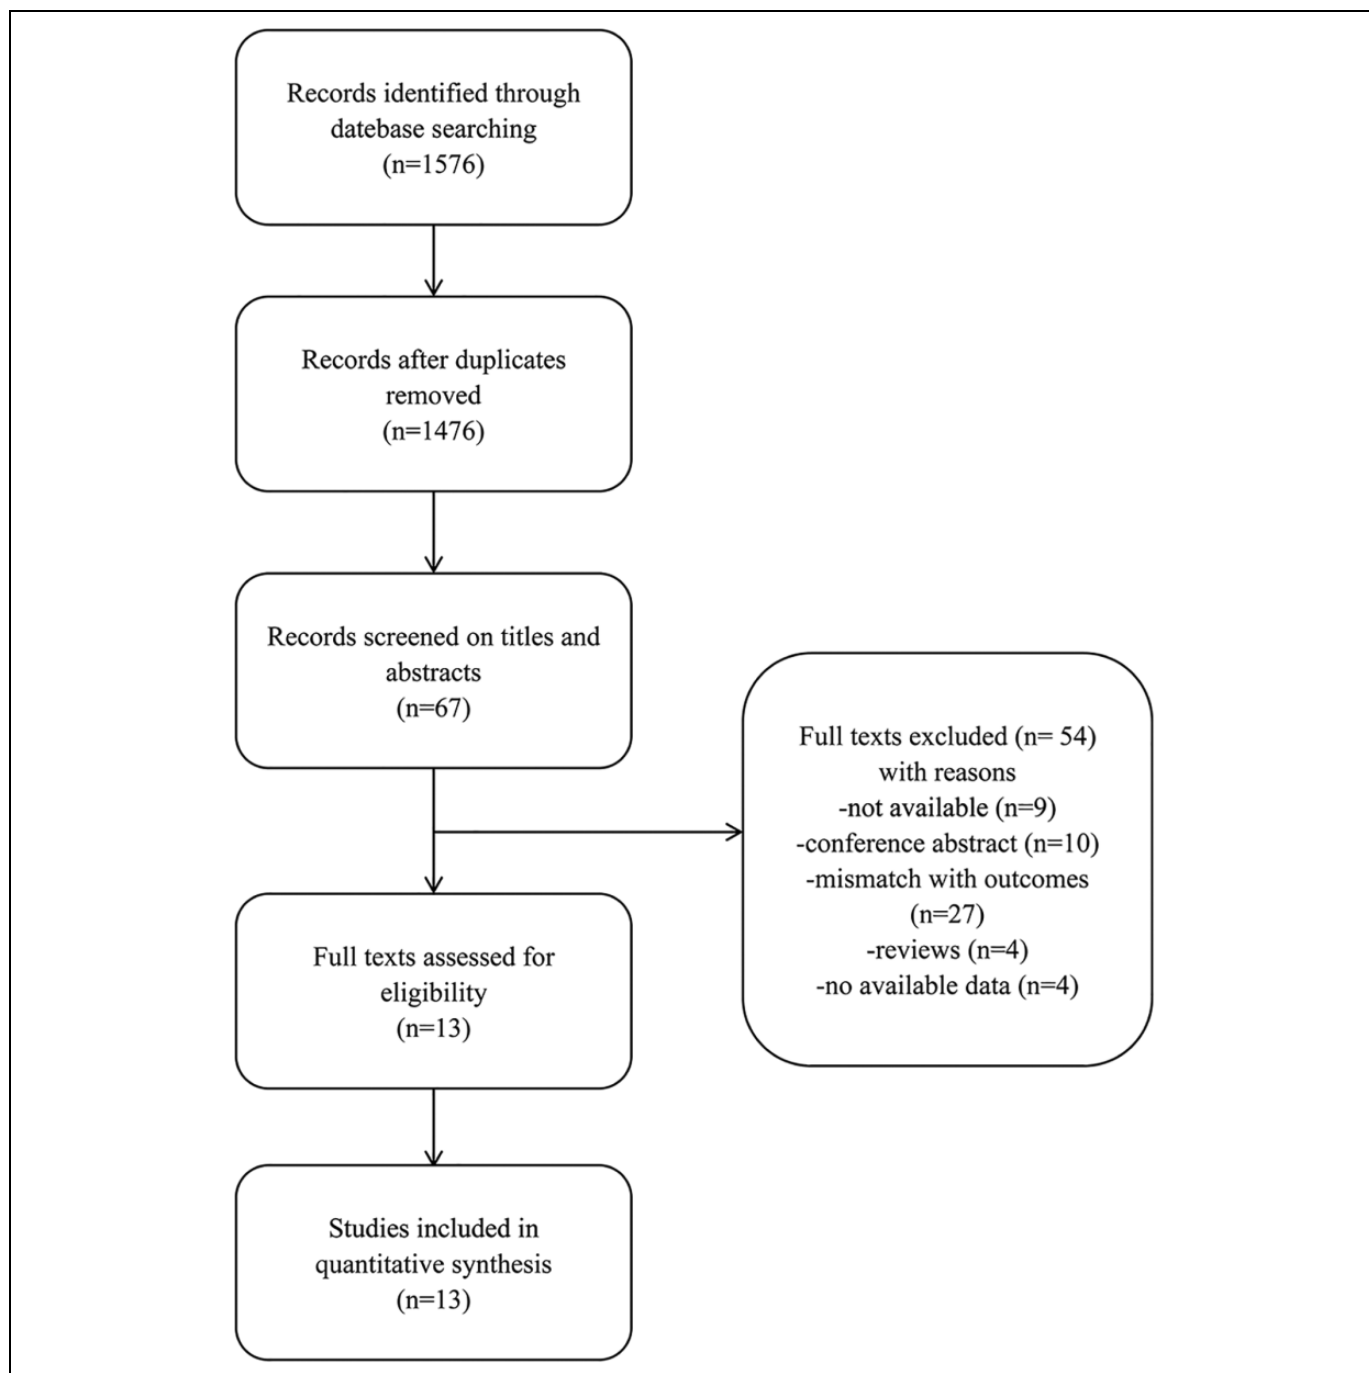 Records identified through
datebase searching
(n=1576)
Records after duplicates
removed
(n=1476)
Records screened on titles and
abstracts
(n=67)
Full texts excluded (n= 54)
with reasons
-not available (n=9)
-conference abstract (n=10)
-mismatch with outcomes
(n=27)
-reviews (n=4)
-no available data (n=4)
Full texts assessed for
eligibility
(n=13)
Studies included in
quantitative synthesis
(n=13)